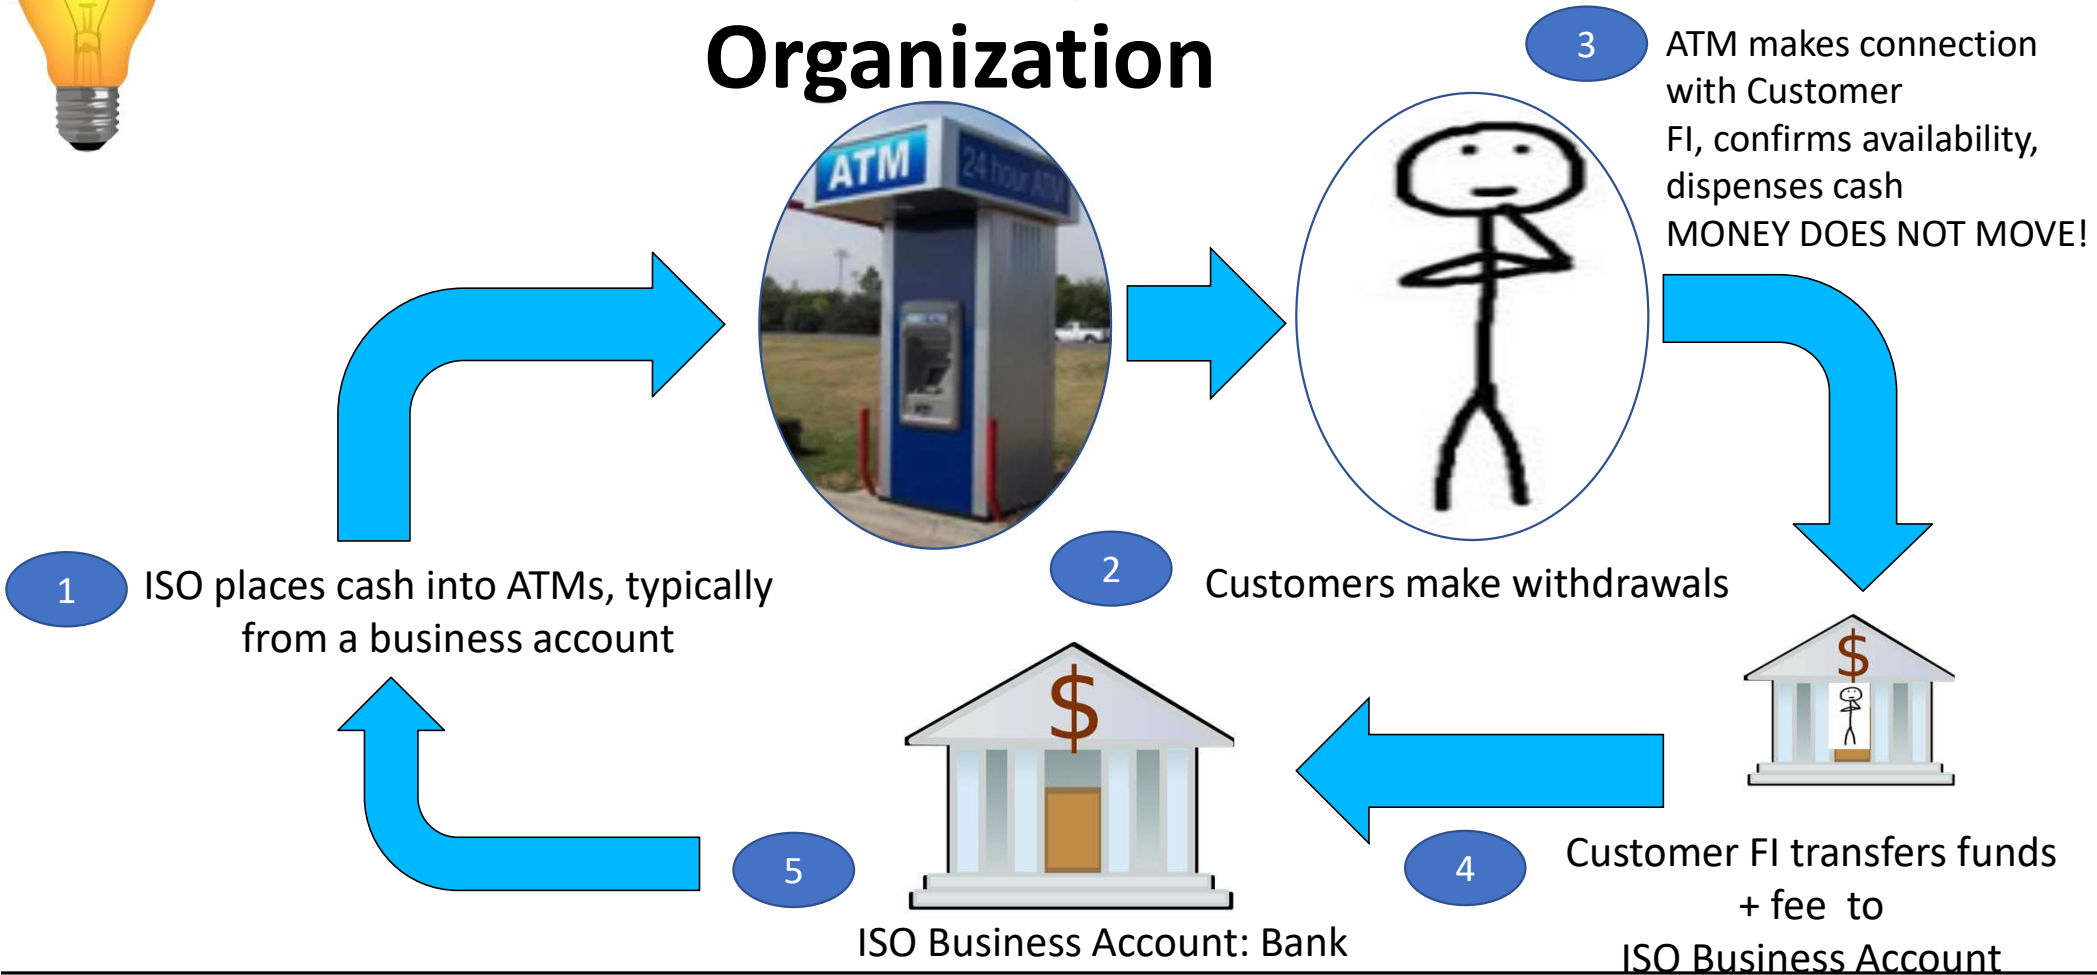 Organization
3
ATM makes connection
with Customer
FI, confirms availability,
dispenses cash
MONEY DOES NOT MOVE!
ATM
24 hour ATM
1
ISO places cash into ATMs, typically
from a business account
2
Customers make withdrawals
$
$
5
ISO Business Account: Bank
4
Customer FI transfers funds
+ fee to
ISO Business Account